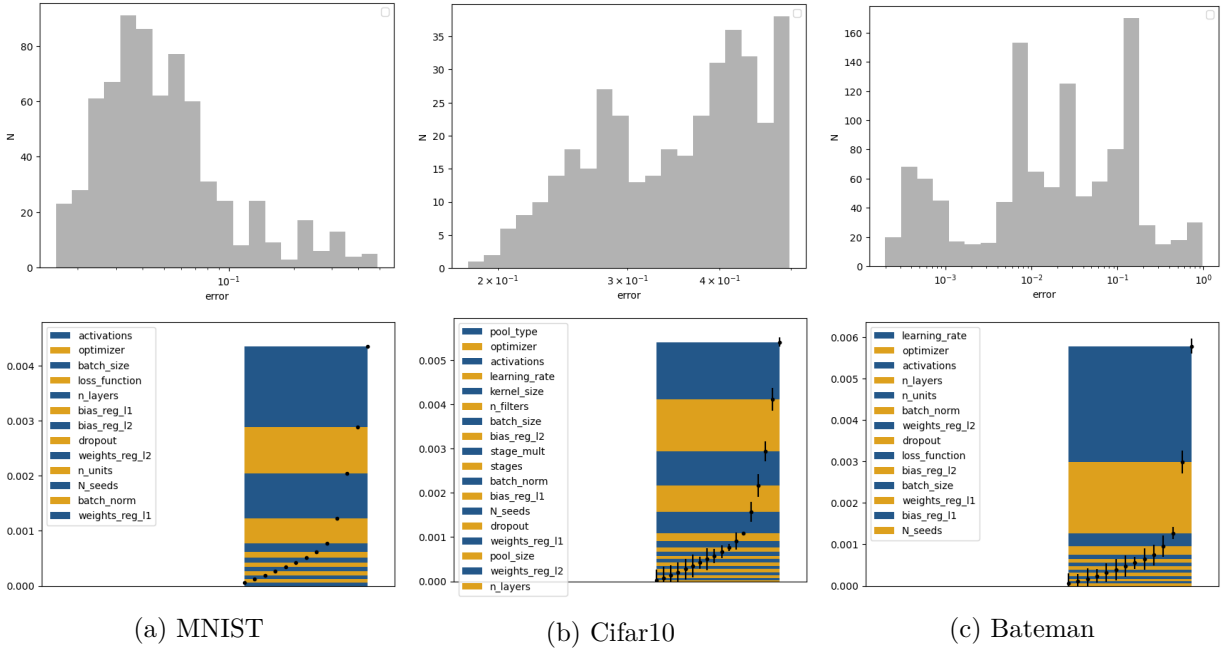 80
60
40
20
0
N
10⁻¹
error
35
30
25
20
15
10
5
0
N
2 × 10⁻¹
3 × 10⁻¹
4 × 10⁻¹
error
160
140
120
100
80
60
40
20
0
N
10⁻³
10⁻²
10⁻¹
10⁰
error
0.004
0.003
0.002
0.001
0.000
activations
optimizer
batch_size
loss_function
n_layers
bias_reg_l1
bias_reg_l2
dropout
weights_reg_l2
n_units
N_seeds
batch_norm
weights_reg_l1
0.005
0.004
0.003
0.002
0.001
0.000
pool_type
optimizer
activations
learning_rate
kernel_size
n_filters
batch_size
bias_reg_l2
stage_mult
stages
batch_norm
bias_reg_l1
N_seeds
dropout
weights_reg_l1
pool_size
weights_reg_l2
n_layers
0.006
0.005
0.004
0.003
0.002
0.001
0.000
learning_rate
optimizer
activations
n_layers
n_units
batch_norm
weights_reg_l2
dropout
loss_function
bias_reg_l2
batch_size
weights_reg_l1
bias_reg_l1
N_seeds
(a) MNIST
(b) Cifar10
(c) Bateman